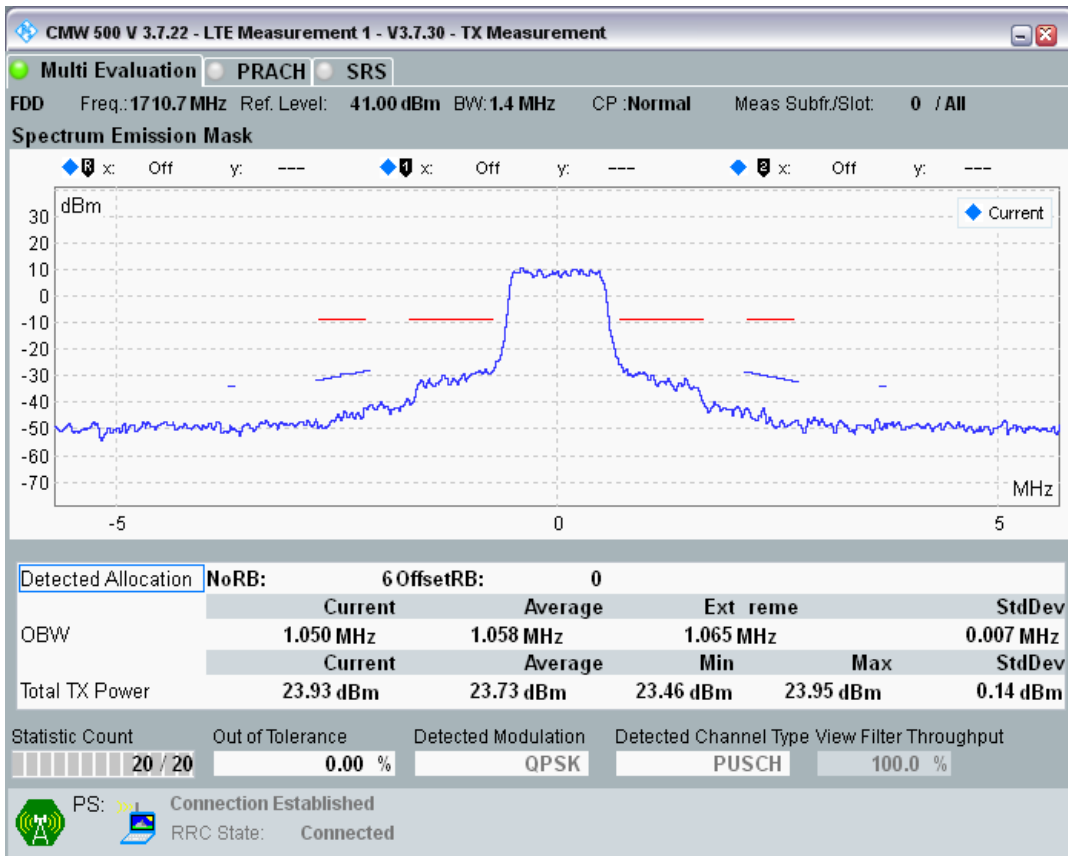 CMW 500 V 3.7.22 - LTE Measurement 1 - V3.7.30 - TX Measurement
Multi Evaluation PRACH SRS
FDD Freq.: 1710.7 MHz Ref. Level: 41.00 dBm BW: 1.4 MHz CP : Normal Meas Subfr./Slot: 0 / All
Spectrum Emission Mask
R x: Off y: --- 1 x: Off y: --- 2 x: Off y: ---
dBm
Current
30
20
10
0
-10
-20
-30
-40
-50
-60
-70
MHz
-5 0 5
Detected Allocation NoRB: 6 OffsetRB: 0
Current Average Ext reme StdDev
OBW 1.050 MHz 1.058 MHz 1.065 MHz 0.007 MHz
Current Average Min Max StdDev
Total TX Power 23.93 dBm 23.73 dBm 23.46 dBm 23.95 dBm 0.14 dBm
Statistic Count Out of Tolerance Detected Modulation Detected Channel Type View Filter Throughput
20 / 20 0.00 % QPSK PUSCH 100.0 %
PS: Connection Established
RRC State: Connected